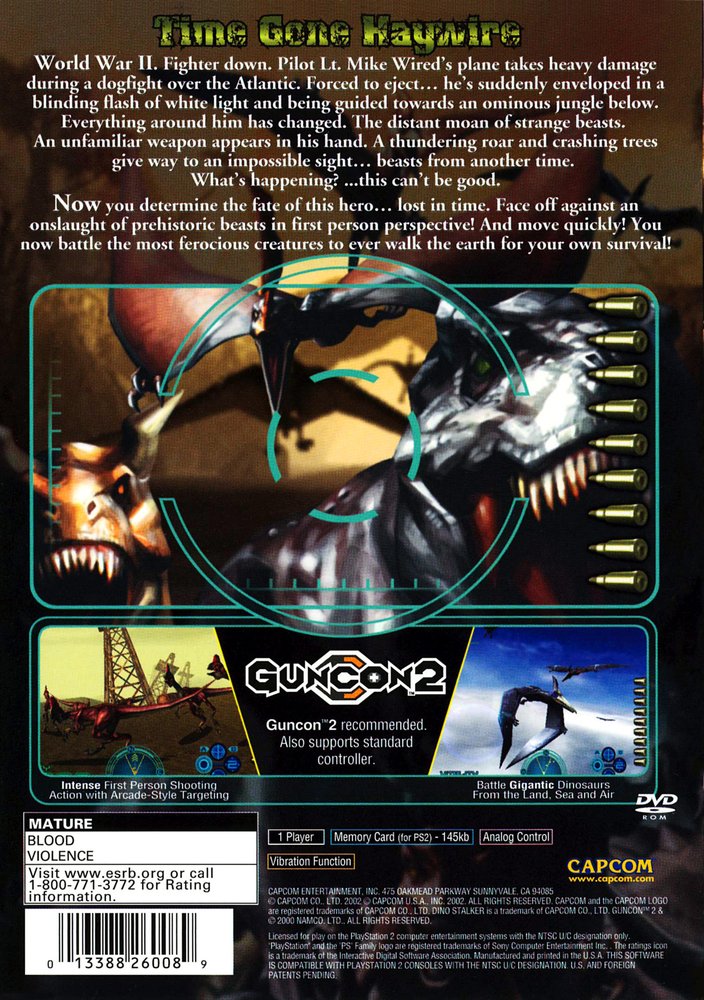 Time Gone Haywire
World War II. Fighter down. Pilot Lt. Mike Wired's plane takes heavy damage
during a dogfight over the Atlantic. Forced to eject... he's suddenly enveloped in a
blinding flash of white light and being guided towards an ominous jungle below.
Everything around him has changed. The distant moan of strange beasts.
An unfamiliar weapon appears in his hand. A thundering roar and crashing trees
give way to an impossible sight... beasts from another time.
What's happening? ...this can't be good.
Now you determine the fate of this hero... lost in time. Face off against an
onslaught of prehistoric beasts in first person perspective! And move quickly! You
now battle the most ferocious creatures to ever walk the earth for your own survival!
GUNCON 2
Guncon™2 recommended.
Also supports standard
controller.
Intense First Person Shooting
Action with Arcade-Style Targeting
Battle Gigantic Dinosaurs
From the Land, Sea and Air
DVD
ROM
MATURE
BLOOD
VIOLENCE
Visit www.esrb.org or call
1-800-771-3772 for Rating
information.
1 Player
Memory Card (for PS2) - 145kb
Analog Control
Vibration Function
CAPCOM
www.capcom.com
CAPCOM ENTERTAINMENT, INC. 475 OAKMEAD PARKWAY SUNNYVALE, CA 94085
© CAPCOM CO., LTD. 2002 © CAPCOM U.S.A., INC. 2002. ALL RIGHTS RESERVED. CAPCOM and the CAPCOM LOGO
are registered trademarks of CAPCOM CO., LTD. DINO STALKER is a trademark of CAPCOM CO., LTD. GUNCON™ 2 &
© 2000 NAMCO, LTD., ALL RIGHTS RESERVED.
Licensed for play on the PlayStation 2 computer entertainment systems with the NTSC U/C designation only.
"PlayStation" and the "PS" Family logo are registered trademarks of Sony Computer Entertainment Inc. . The ratings icon
is a trademark of the Interactive Digital Software Association. Manufactured and printed in the U.S.A. THIS SOFTWARE
IS COMPATIBLE WITH PLAYSTATION 2 CONSOLES WITH THE NTSC U/C DESIGNATION. U.S. AND FOREIGN
PATENTS PENDING.
0 13388 26008 9